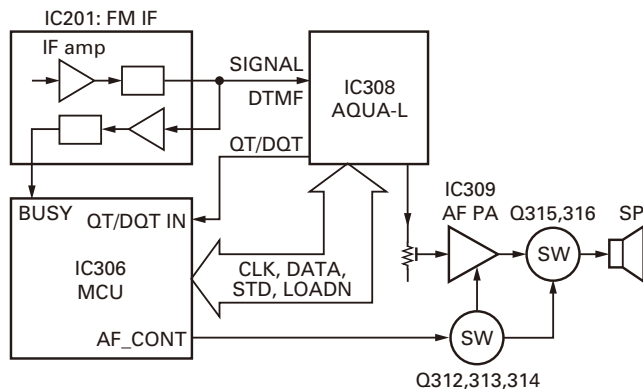 IC201: FM IF
IF amp
SIGNAL
DTMF
IC308
AQUA-L
QT/DQT
BUSY
QT/DQT IN
IC306
MCU
CLK, DATA,
STD, LOADN
AF_CONT
IC309
AF PA
Q315,316
SP
SW
SW
Q312,313,314